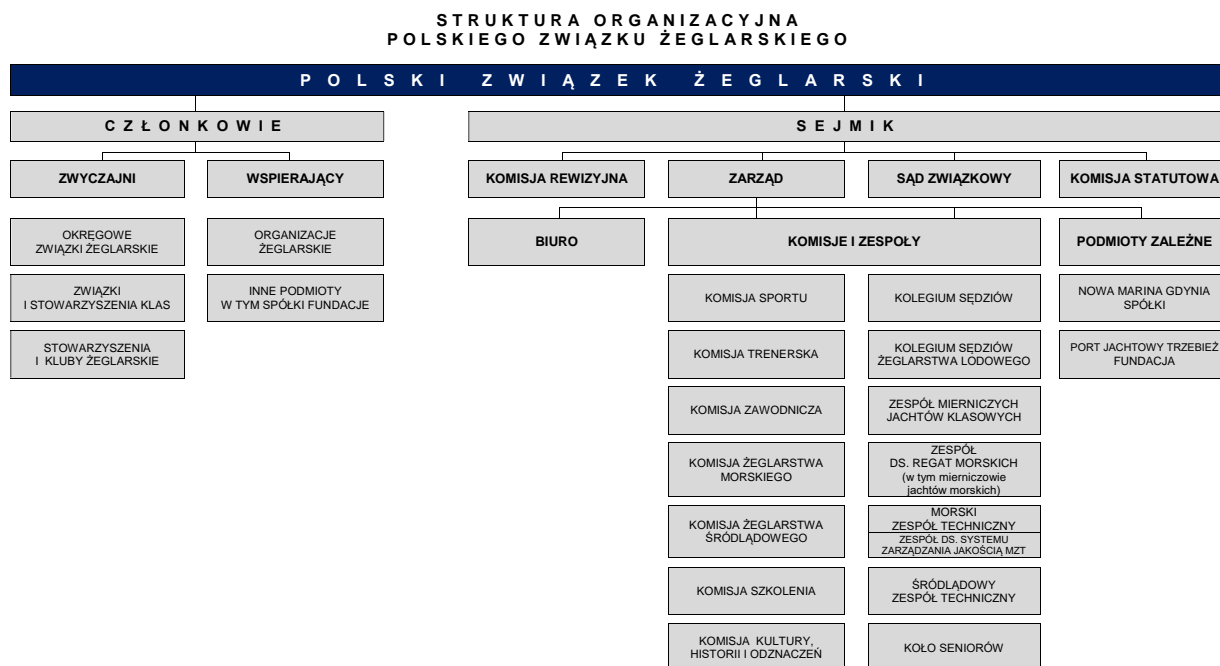 STRUKTURA ORGANIZACYJNA
POLSKIEGO ZWIĄZKU ŻEGLARSKIEGO
POLSKI ZWIĄZEK ŻEGLARSKI
CZŁONKOWIE
SEJMIK
ZWYCZAJNI
WSPIERAJĄCY
KOMISJA REWIZYJNA
ZARZĄD
SĄD ZWIĄZKOWY
KOMISJA STATUTOWA
OKRĘGOWE
ZWIĄZKI ŻEGLARSKIE
ORGANIZACJE
ŻEGLARSKIE
BIURO
KOMISJE I ZESPOŁY
PODMIOTY ZALEŻNE
ZWIĄZKI
I STOWARZYSZENIA KLAS
INNE PODMIOTY
W TYM SPÓŁKI FUNDACJE
KOMISJA SPORTU
KOLEGIUM SĘDZIÓW
NOWA MARINA GDYNIA
SPÓŁKI
STOWARZYSZENIA
I KLUBY ŻEGLARSKIE
KOMISJA TRENERSKA
KOLEGIUM SĘDZIÓW
ŻEGLARSTWA LODOWEGO
PORT JACHTOWY TRZEBIEŻ
FUNDACJA
KOMISJA ZAWODNICZA
ZESPÓŁ MIERNICZYCH
JACHTÓW KLASOWYCH
KOMISJA ŻEGLARSTWA
MORSKIEGO
ZESPÓŁ
DS. REGAT MORSKICH
(w tym mierniczowie
jachtów morskich)
KOMISJA ŻEGLARSTWA
ŚRÓDLĄDOWEGO
MORSKI
ZESPÓŁ TECHNICZNY
ZESPÓŁ DS. SYSTEMU
ZARZĄDZANIA JAKOŚCIĄ MZT
KOMISJA SZKOLENIA
ŚRÓDLĄDOWY
ZESPÓŁ TECHNICZNY
KOMISJA KULTURY,
HISTORII I ODZNACZEŃ
KOŁO SENIORÓW